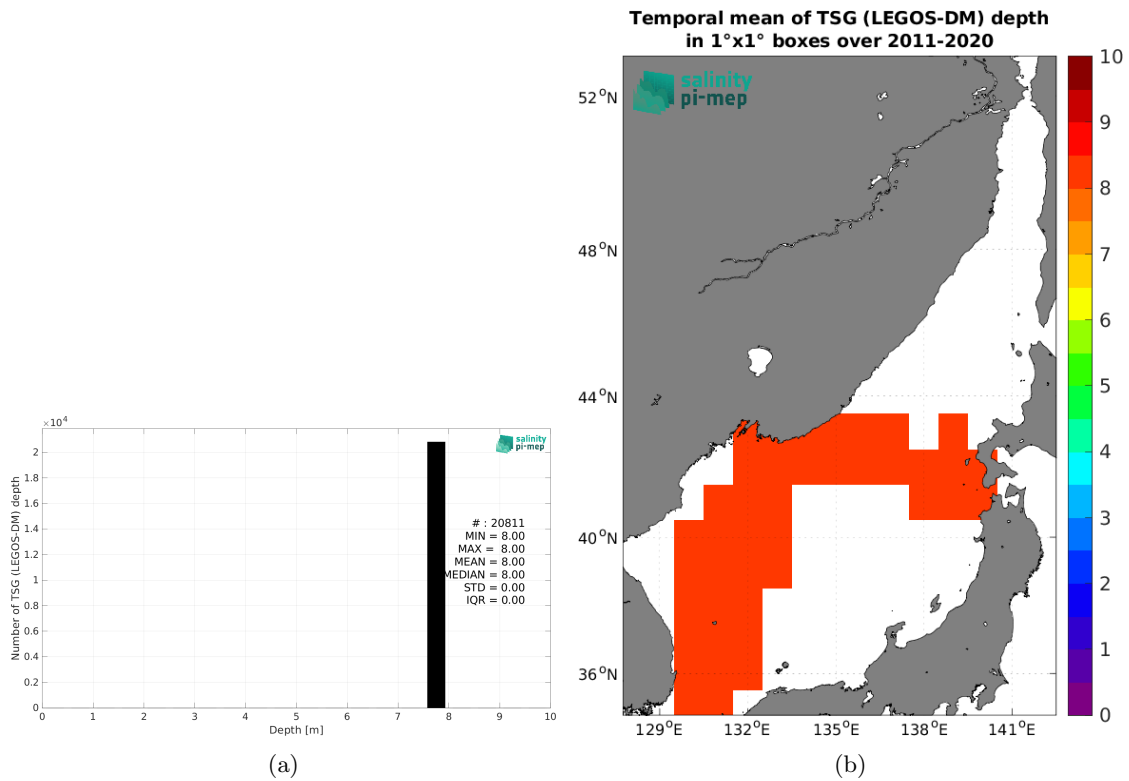 ×10⁴
2
1.8
1.6
1.4
1.2
1
0.8
0.6
0.4
0.2
0
Number of TSG (LEGOS-DM) depth
salinity
pi-mep
# : 20811
MIN = 8.00
MAX = 8.00
MEAN = 8.00
MEDIAN = 8.00
STD = 0.00
IQR = 0.00
0 1 2 3 4 5 6 7 8 9 10
Depth [m]
(a)
Temporal mean of TSG (LEGOS-DM) depth
in 1°x1° boxes over 2011-2020
salinity
pi-mep
52°N
48°N
44°N
40°N
36°N
129°E 132°E 135°E 138°E 141°E
10
9
8
7
6
5
4
3
2
1
0
(b)